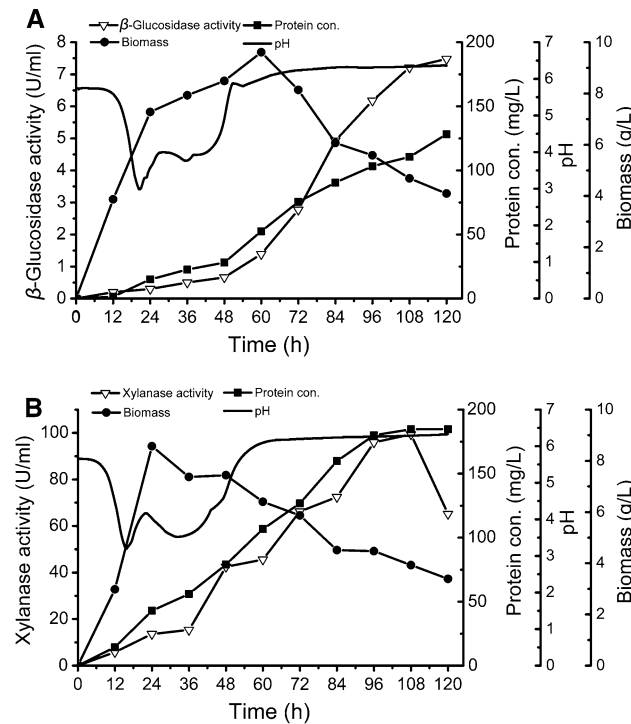 A
β-Glucosidase activity Protein con.
Biomass pH
β-Glucosidase activity (U/ml)
8
7
6
5
4
3
2
1
0
0 12 24 36 48 60 72 84 96 108 120
Time (h)
200
150
100
50
0
Protein con. (mg/L)
7
6
5
4
3
2
1
0
pH
10
8
6
4
2
0
Biomass (g/L)
B
Xylanase activity Protein con.
Biomass pH
Xylanase activity (U/ml)
100
80
60
40
20
0
0 12 24 36 48 60 72 84 96 108 120
Time (h)
200
150
100
50
0
Protein con. (mg/L)
7
6
5
4
3
2
1
0
pH
10
8
6
4
2
0
Biomass (g/L)